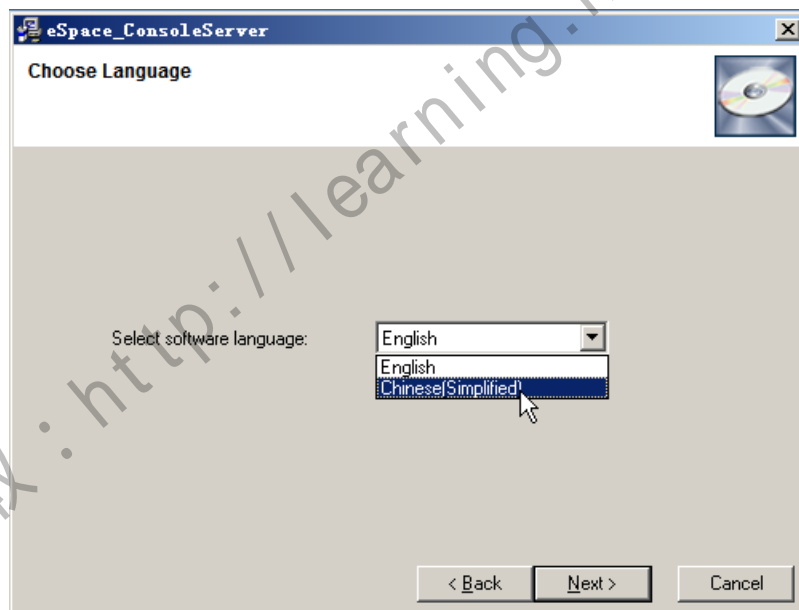 eSpace_ConsoleServer
Choose Language
Select software language:
English
English
Chinese(Simplified)
< Back
Next >
Cancel
:http://learning.